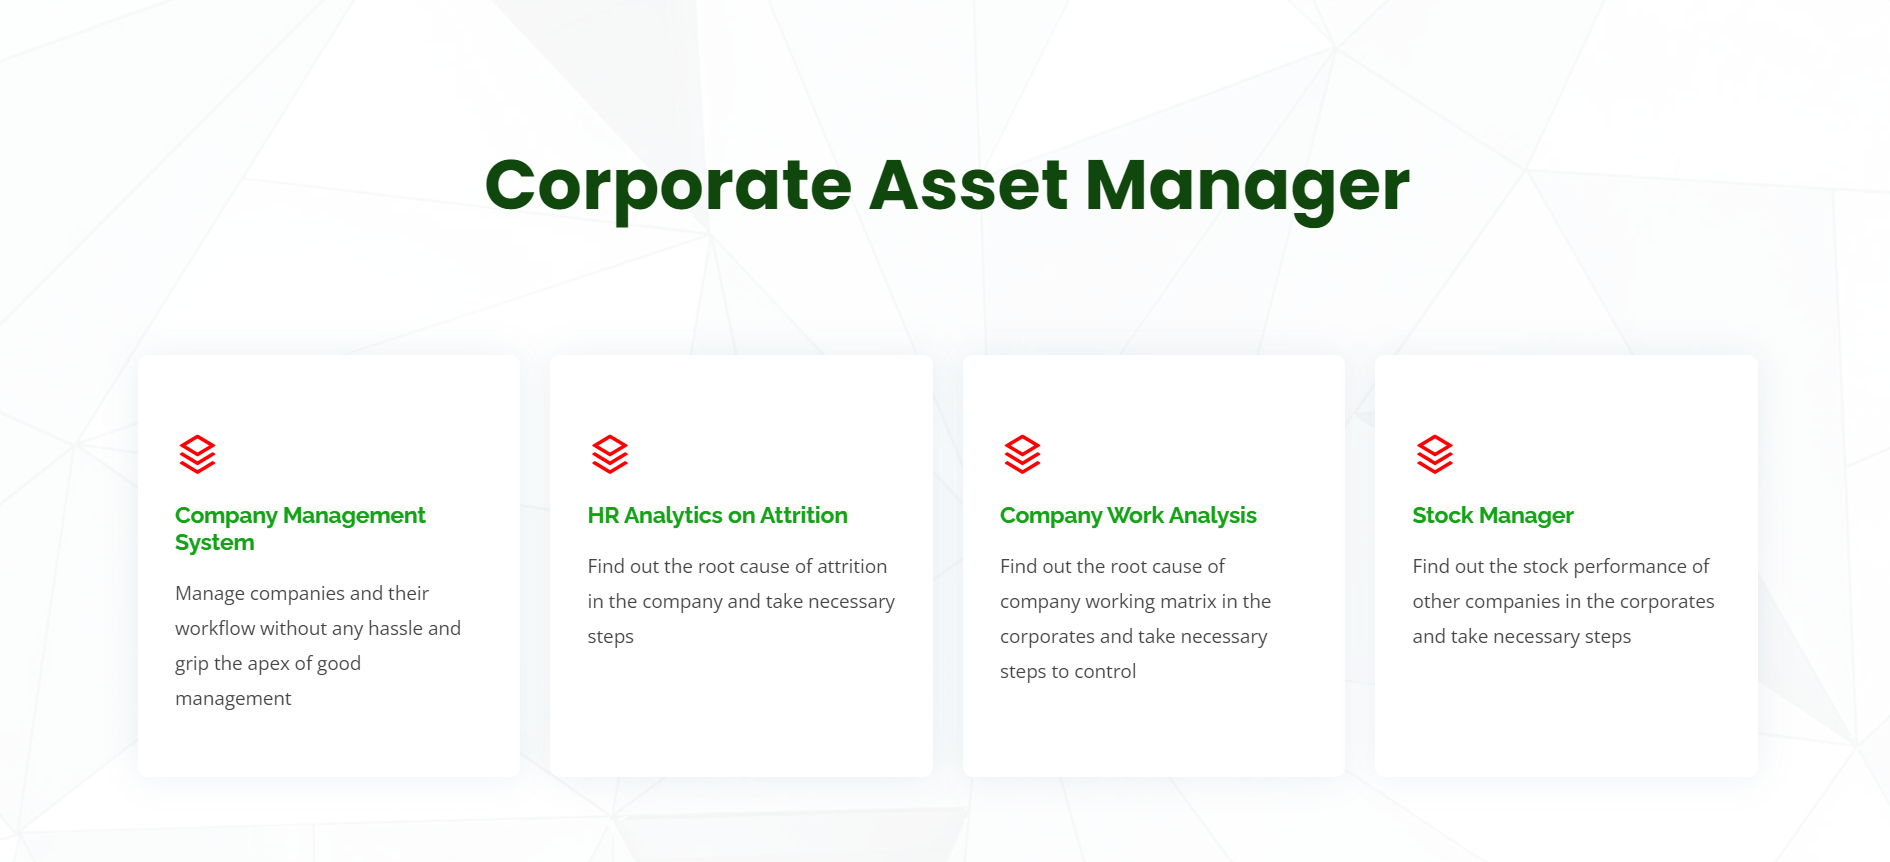 Corporate Asset Manager
Company Management
System
Manage companies and their
workflow without any hassle and
grip the apex of good
management
HR Analytics on Attrition
Find out the root cause of attrition
in the company and take necessary
steps
Company Work Analysis
Find out the root cause of
company working matrix in the
corporates and take necessary
steps to control
Stock Manager
Find out the stock performance of
other companies in the corporates
and take necessary steps